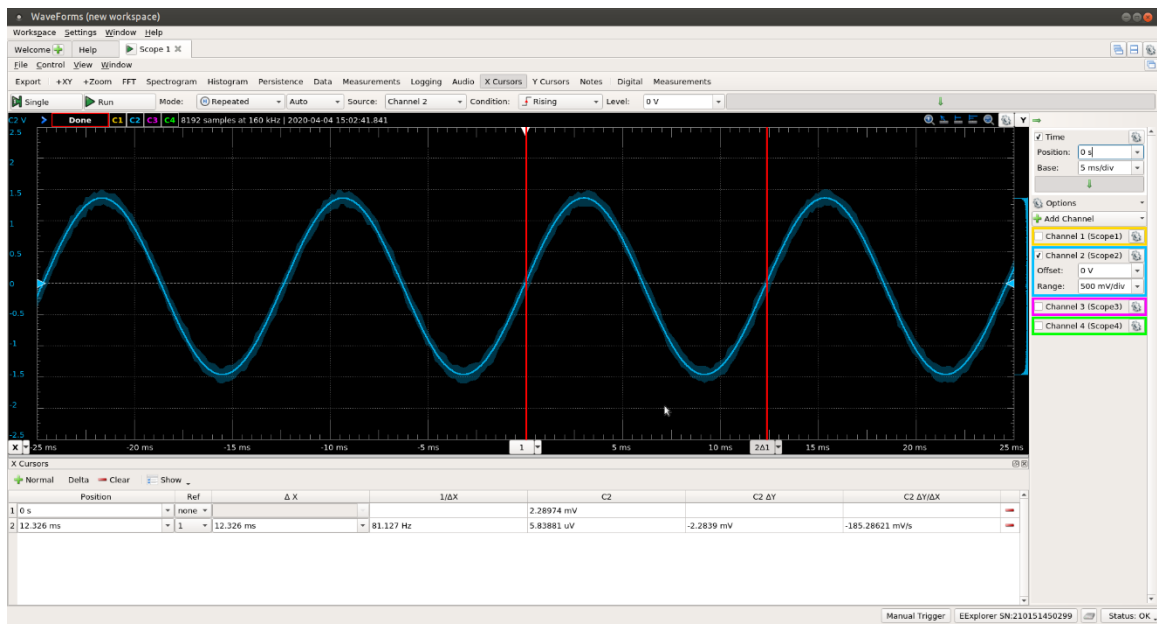 WaveForms (new workspace)
Workspace Settings Window Help
Welcome Help Scope 1
File Control View Window
Export +XY +Zoom FFT Spectrogram Histogram Persistence Data Measurements Logging Audio X Cursors Y Cursors Notes Digital Measurements
Single Run Mode: Repeated Auto Source: Channel 2 Condition: Rising Level: 0 V
C2 V Done C1 C2 C3 C4 8192 samples at 160 kHz | 2020-04-04 15:02:41.841 Y
2.5
2
1.5
1
0.5
0
-0.5
-1
-1.5
-2
-2.5
X -25 ms -20 ms -15 ms -10 ms -5 ms 1 5 ms 10 ms 2Δ1 15 ms 20 ms 25 ms
Time
Position: 0 s
Base: 5 ms/div
Options
Add Channel
Channel 1 (Scope1)
Channel 2 (Scope2)
Offset: 0 V
Range: 500 mV/div
Channel 3 (Scope3)
Channel 4 (Scope4)
X Cursors
Normal Delta Clear Show
Position Ref Δ X 1/ΔX C2 C2 ΔY C2 ΔY/ΔX
1 0 s none 2.28974 mV
2 12.326 ms 1 12.326 ms 81.127 Hz 5.83881 uV -2.2839 mV -185.28621 mV/s
Manual Trigger EExplorer SN:210151450299 Status: OK